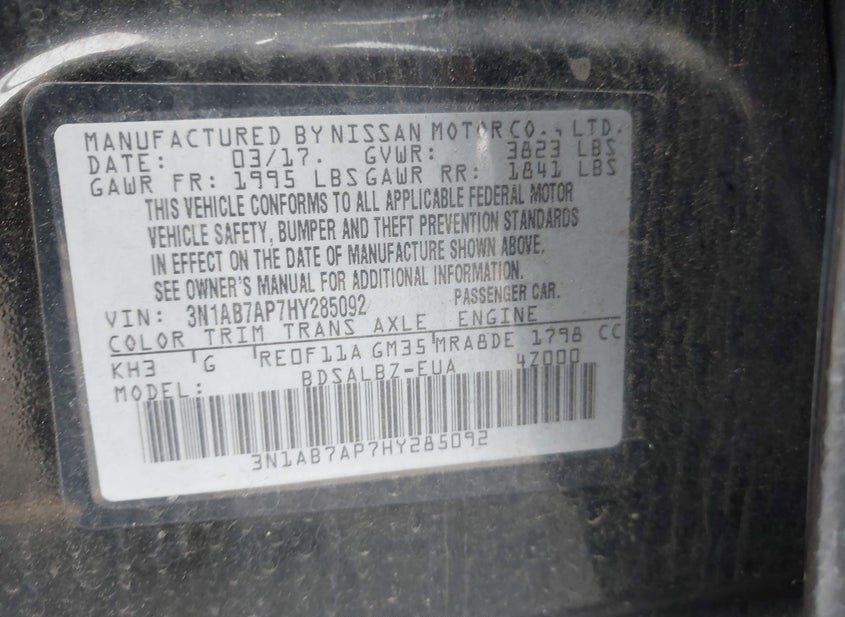 MANUFACTURED BY NISSAN MOTOR CO., LTD.
DATE: 03/17. GVWR: 3823 LBS
GAWR FR: 1995 LBS GAWR RR: 1841 LBS
THIS VEHICLE CONFORMS TO ALL APPLICABLE FEDERAL MOTOR
VEHICLE SAFETY, BUMPER AND THEFT PREVENTION STANDARDS
IN EFFECT ON THE DATE OF MANUFACTURE SHOWN ABOVE.
SEE OWNER'S MANUAL FOR ADDITIONAL INFORMATION.
VIN: 3N1AB7AP7HY285092 PASSENGER CAR.
COLOR TRIM TRANS AXLE ENGINE
KH3 G RE0F11A GM35 MRA8DE 1798 CC
MODEL: BDSALBZ-EUA 4Z000
3N1AB7AP7HY285092